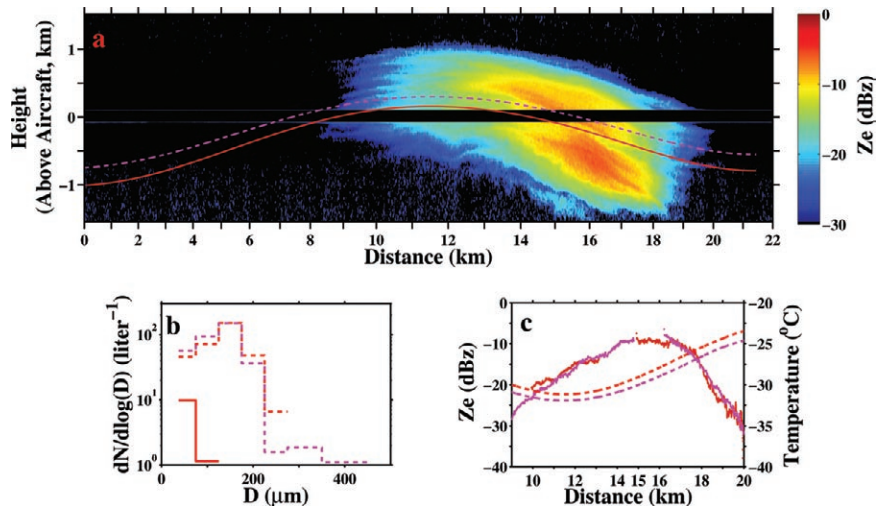 a
1
0
−1
Height
(Above Aircraft, km)
0 2 4 6 8 10 12 14 16 18 20 22
Distance (km)
0
−10
−20
−30
Ze (dBz)
b
10²
10¹
10⁰
dN/dlog(D) (liter⁻¹)
0 200 400
D (μm)
c
0
−10
−20
−30
−40
Ze (dBz)
−20
−25
−30
−35
−40
Temperature (⁰C)
10 12 14 15 16 18 20
Distance (km)